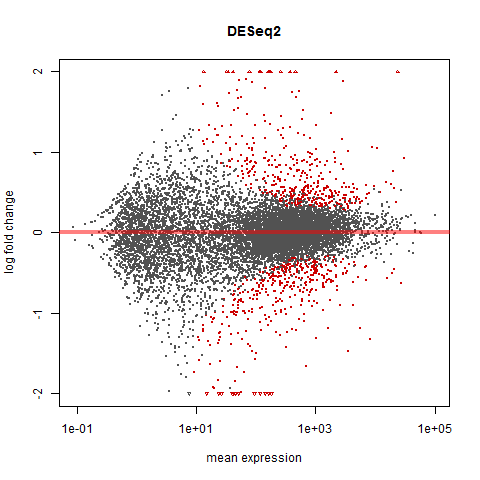 DESeq2
log fold change
2
1
0
-1
-2
1e-01
1e+01
1e+03
1e+05
mean expression